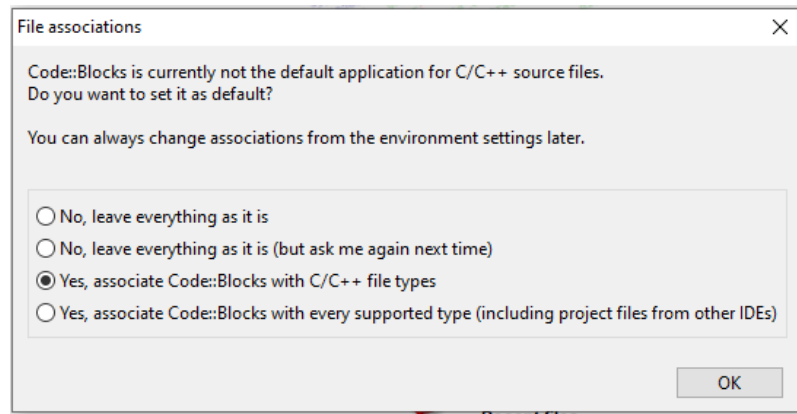 File associations
Code::Blocks is currently not the default application for C/C++ source files.
Do you want to set it as default?
You can always change associations from the environment settings later.
No, leave everything as it is
No, leave everything as it is (but ask me again next time)
Yes, associate Code::Blocks with C/C++ file types
Yes, associate Code::Blocks with every supported type (including project files from other IDEs)
OK